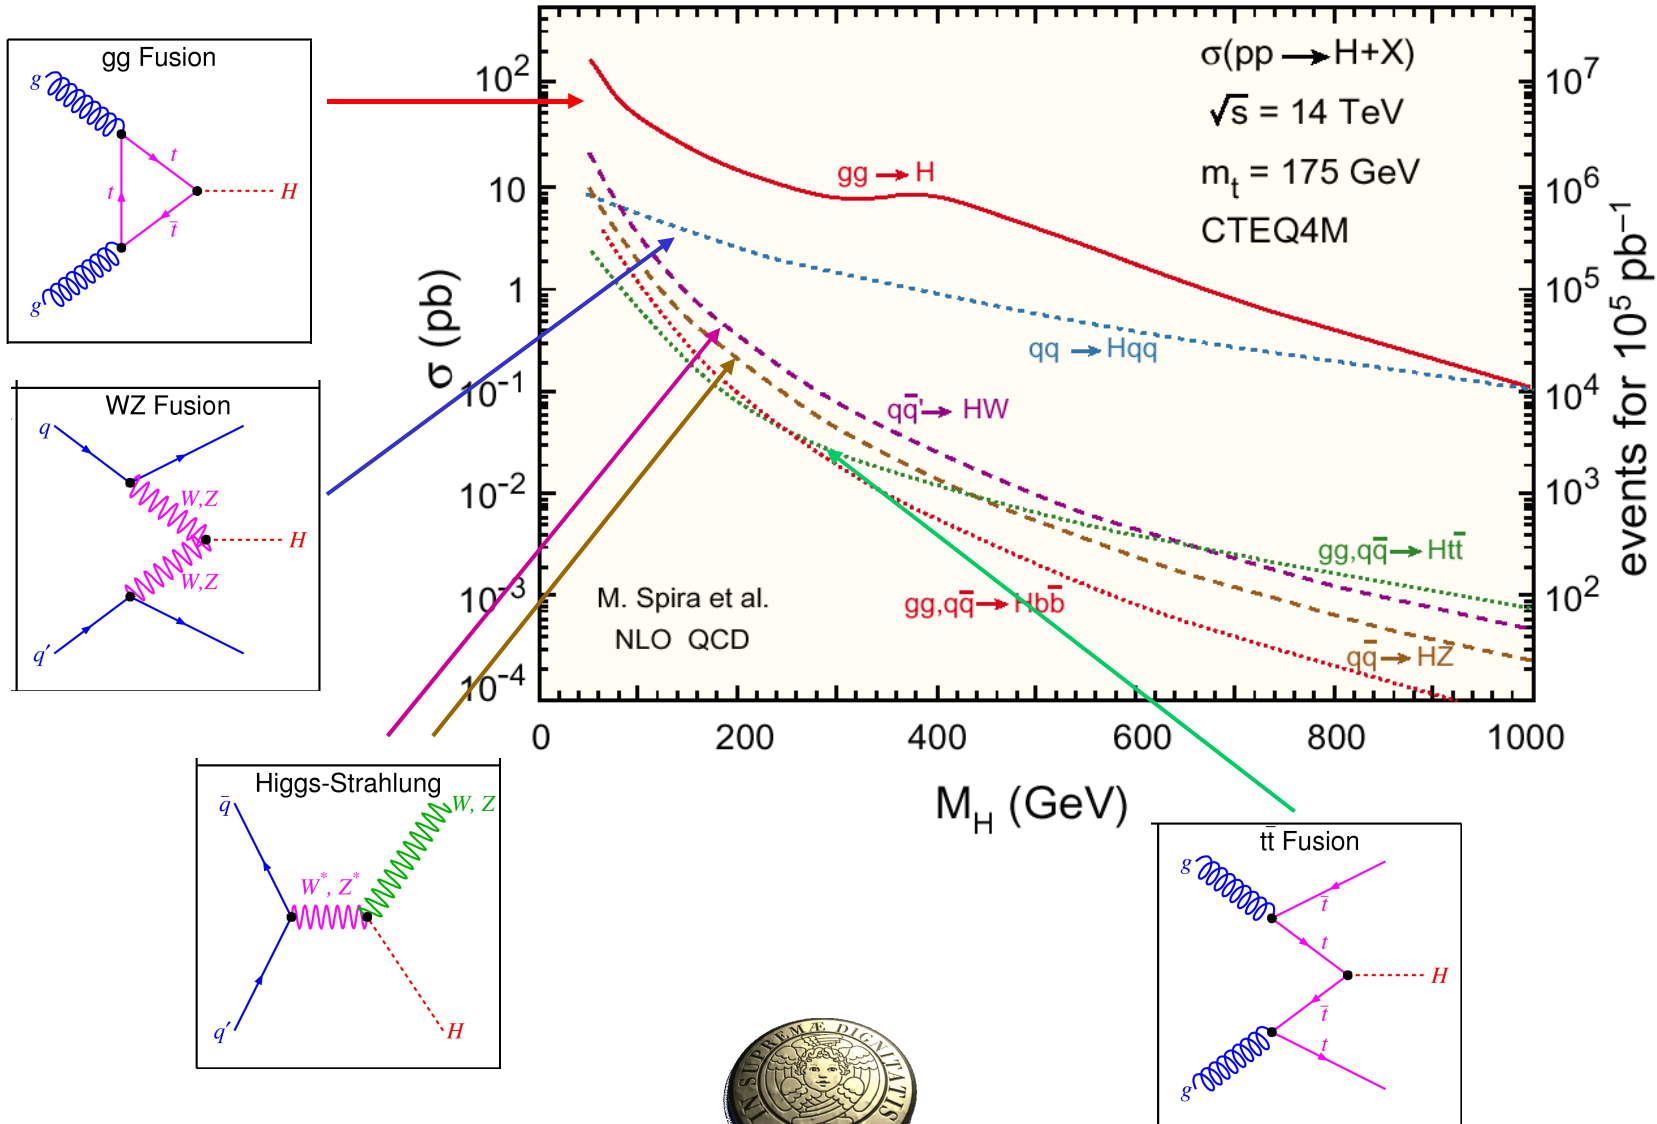 gg Fusion
g
t
t
t̄
H
g
WZ Fusion
q
W,Z
H
W,Z
q′
Higgs-Strahlung
q̄
W, Z
W*, Z*
q′
H
tt̄ Fusion
g
t̄
t
H
t̄
t
g
σ(pp → H+X)
√s = 14 TeV
mt = 175 GeV
CTEQ4M
gg → H
qq → Hqq
qq̄' → HW
gg,qq̄ → Htt̄
gg,qq̄ → Hbb̄
qq̄ → HZ
M. Spira et al.
NLO QCD
σ (pb)
10²
10
1
10⁻¹
10⁻²
10⁻³
10⁻⁴
0 200 400 600 800 1000
MH (GeV)
10⁷
10⁶
10⁵
10⁴
10³
10²
events for 10⁵ pb⁻¹
IN SUPREMÆ DIGNITATIS